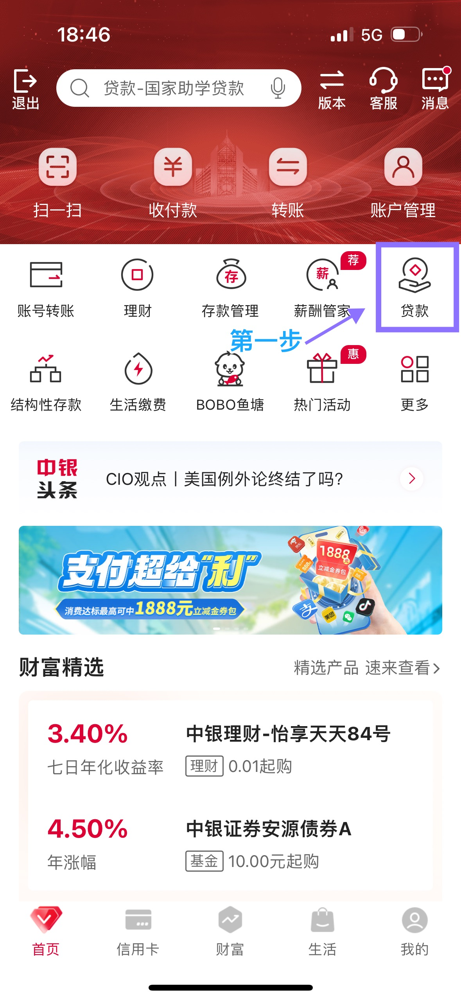 18:46
5G
退出
贷款-国家助学贷款
版本
客服
消息
扫一扫
收付款
转账
账户管理
荐
薪
存
账号转账
理财
存款管理
薪酬管家
贷款
第一步
惠
结构性存款
生活缴费
BOBO鱼塘
热门活动
更多
中银
头条
CIO观点丨美国例外论终结了吗?
支付超给“利”
消费达标最高可中1888元立减金券包
1888元
立减金券包
京东
888
88
支
美团
财富精选
精选产品 速来查看
3.40%
中银理财-怡享天天84号
七日年化收益率
理财 0.01起购
4.50%
中银证券安源债券A
年涨幅
基金 10.00元起购
首页
信用卡
财富
生活
我的